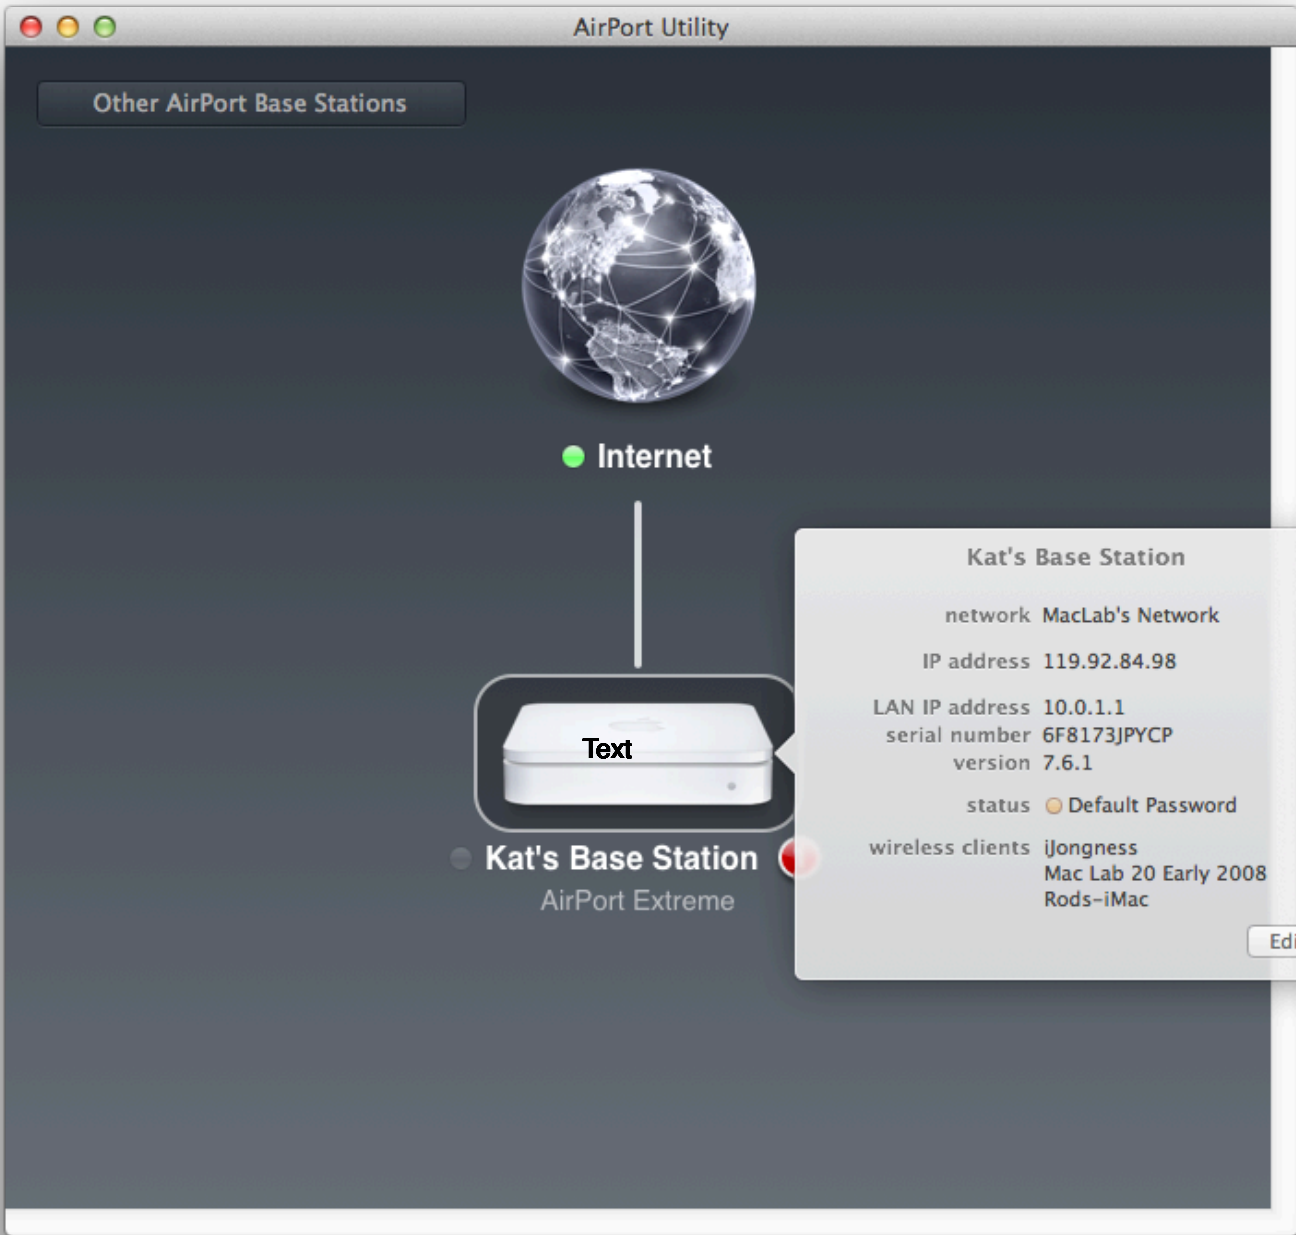 AirPort Utility
Other AirPort Base Stations
Internet
Kat's Base Station
network MacLab's Network
IP address 119.92.84.98
LAN IP address 10.0.1.1
serial number 6F8173JPYCP
version 7.6.1
status Default Password
wireless clients iJongness
Mac Lab 20 Early 2008
Rods-iMac
Edi
Text
Kat's Base Station
AirPort Extreme